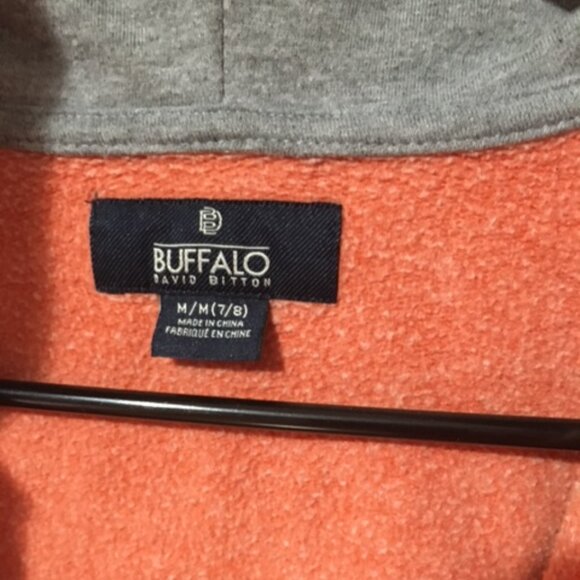 BUFFALO
DAVID BITTON
M/M(7/8)
MADE IN CHINA
FABRIQUÉ EN CHINE